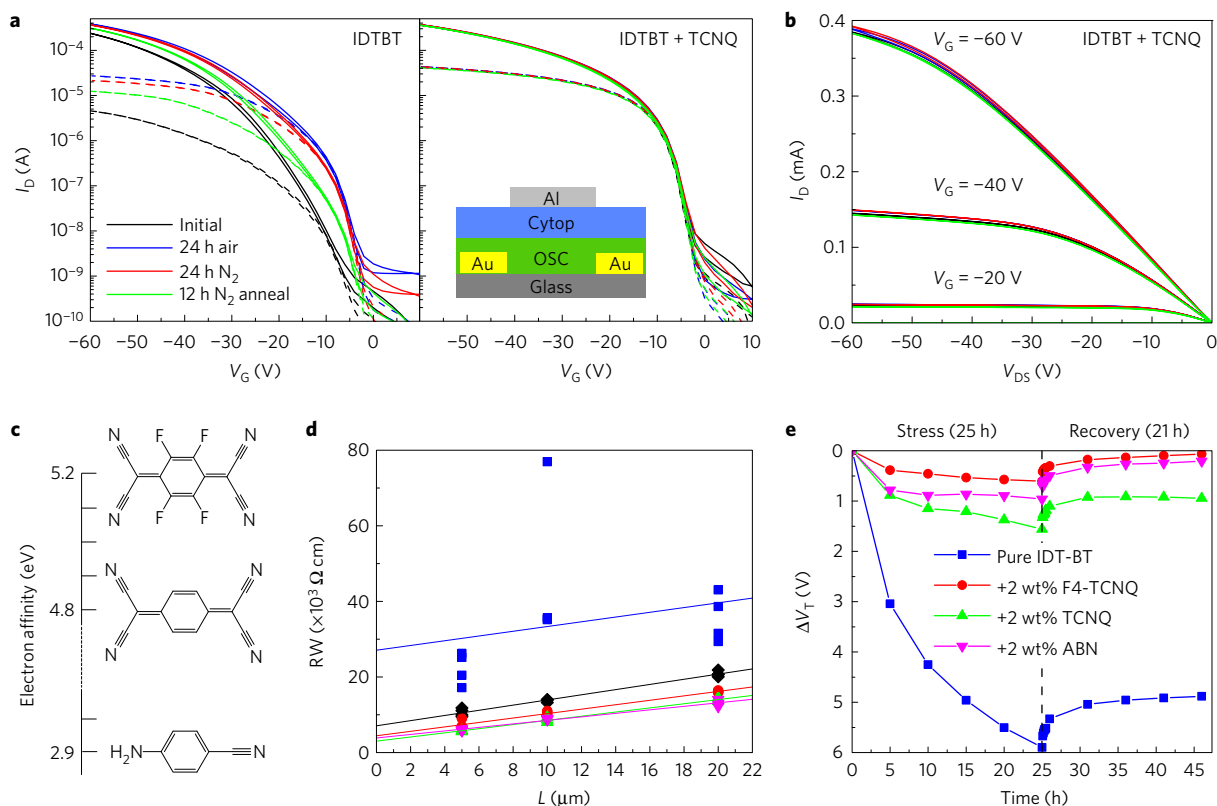 a
IDTBT
IDTBT + TCNQ
10⁻⁴
10⁻⁵
10⁻⁶
10⁻⁷
10⁻⁸
10⁻⁹
10⁻¹⁰
I_D (A)
Initial
24 h air
24 h N₂
12 h N₂ anneal
Al
Cytop
OSC
Au
Au
Glass
−60 −50 −40 −30 −20 −10 0
−50 −40 −30 −20 −10 0 10
V_G (V)
V_G (V)
b
V_G = −60 V
IDTBT + TCNQ
V_G = −40 V
V_G = −20 V
0.4
0.3
0.2
0.1
0.0
I_D (mA)
−60 −50 −40 −30 −20 −10 0
V_DS (V)
c
Electron affinity (eV)
5.2
4.8
2.9
N N
F F
N F F N
N N
N N
H₂N N
d
RW (×10³ Ω cm)
80
60
40
20
0
0 2 4 6 8 10 12 14 16 18 20 22
L (μm)
e
Stress (25 h) Recovery (21 h)
ΔV_T (V)
0
1
2
3
4
5
6
Pure IDT-BT
+2 wt% F4-TCNQ
+2 wt% TCNQ
+2 wt% ABN
0 5 10 15 20 25 30 35 40 45
Time (h)